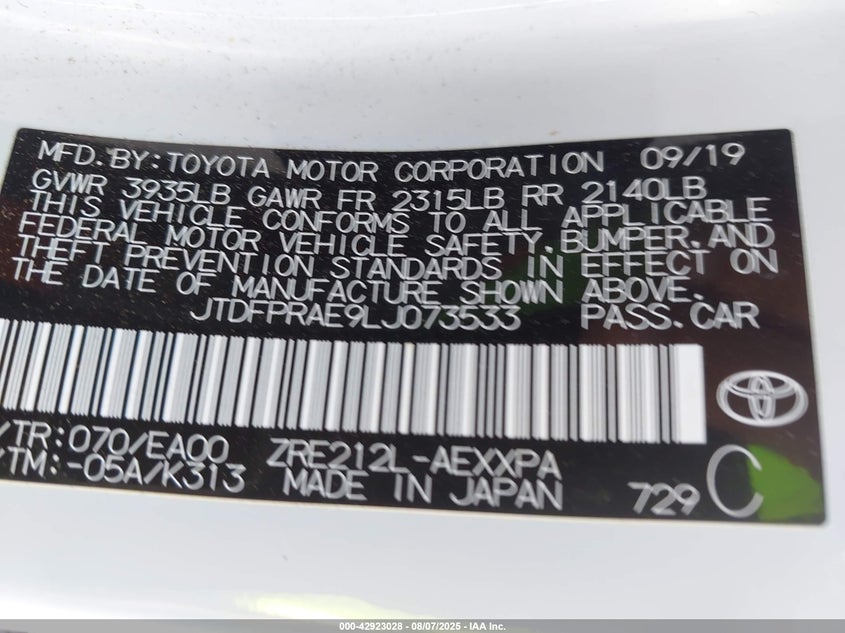 MFD. BY: TOYOTA MOTOR CORPORATION 09/19
GVWR 3935LB GAWR FR 2315LB RR 2140LB
THIS VEHICLE CONFORMS TO ALL APPLICABLE
FEDERAL MOTOR VEHICLE SAFETY, BUMPER, AND
THEFT PREVENTION STANDARDS IN EFFECT ON
THE DATE OF MANUFACTURE SHOWN ABOVE.
JTDFPRAE9LJ073533 PASS. CAR
/TR: 070/EA00 ZRE212L-AEXXPA C
/TM: -05A/K313 MADE IN JAPAN 729
000-42923028 - 08/07/2025 - IAA Inc.